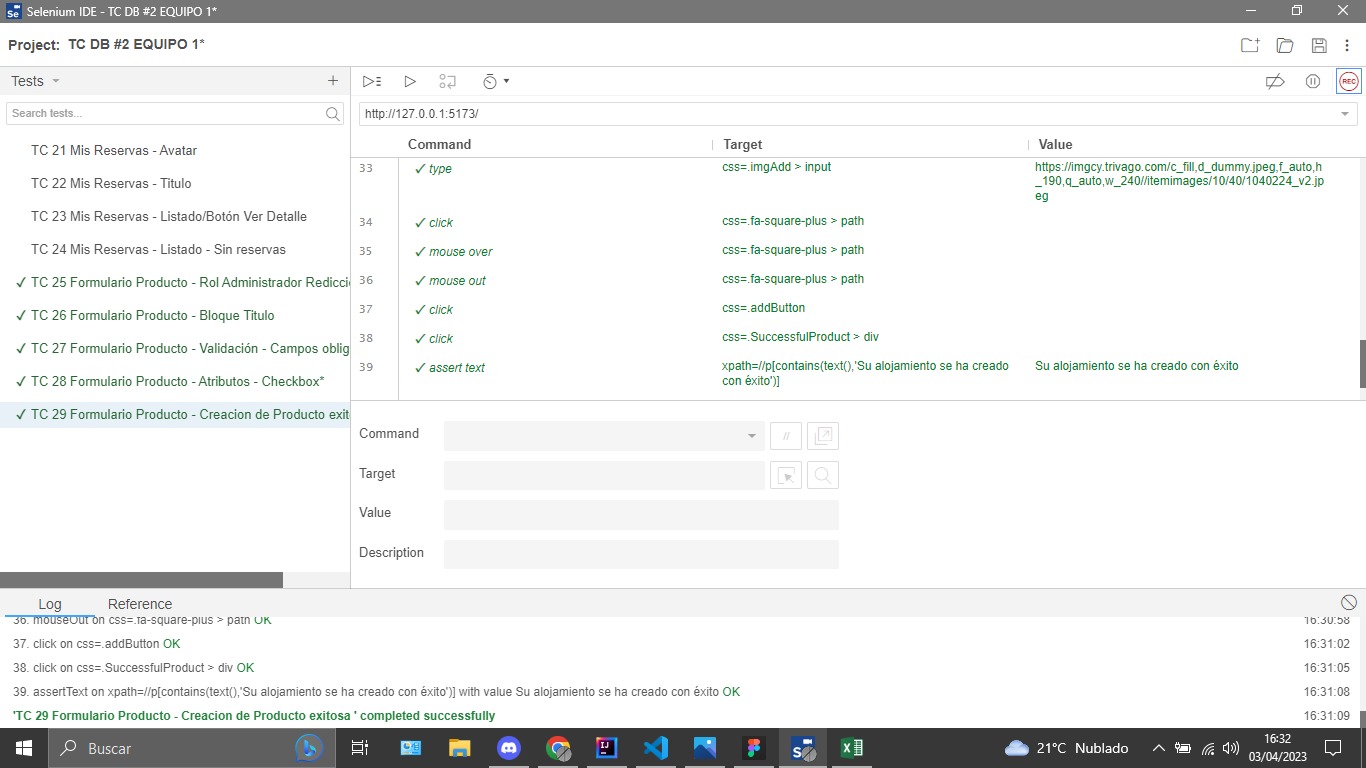 Selenium IDE - TC DB #2 EQUIPO 1*
Project: TC DB #2 EQUIPO 1*
Tests
Search tests...
TC 21 Mis Reservas - Avatar
TC 22 Mis Reservas - Titulo
TC 23 Mis Reservas - Listado/Botón Ver Detalle
TC 24 Mis Reservas - Listado - Sin reservas
✓ TC 25 Formulario Producto - Rol Administrador Redicci
✓ TC 26 Formulario Producto - Bloque Titulo
✓ TC 27 Formulario Producto - Validación - Campos oblig
✓ TC 28 Formulario Producto - Atributos - Checkbox*
✓ TC 29 Formulario Producto - Creacion de Producto exit
REC
http://127.0.0.1:5173/
Command Target Value
33 ✓ type css=.imgAdd > input https://imgcy.trivago.com/c_fill,d_dummy.jpeg,f_auto,h
_190,q_auto,w_240//itemimages/10/40/1040224_v2.jp
eg
34 ✓ click css=.fa-square-plus > path
35 ✓ mouse over css=.fa-square-plus > path
36 ✓ mouse out css=.fa-square-plus > path
37 ✓ click css=.addButton
38 ✓ click css=.SuccessfulProduct > div
39 ✓ assert text xpath=//p[contains(text(),'Su alojamiento se ha creado Su alojamiento se ha creado con éxito
con éxito')]
Command
//
Target
Value
Description
Log Reference
36. mouseOut on css=.fa-square-plus > path OK 16:30:58
37. click on css=.addButton OK 16:31:02
38. click on css=.SuccessfulProduct > div OK 16:31:05
39. assertText on xpath=//p[contains(text(),'Su alojamiento se ha creado con éxito')] with value Su alojamiento se ha creado con éxito OK 16:31:08
'TC 29 Formulario Producto - Creacion de Producto exitosa ' completed successfully 16:31:09
Buscar
21°C Nublado
16:32
03/04/2023